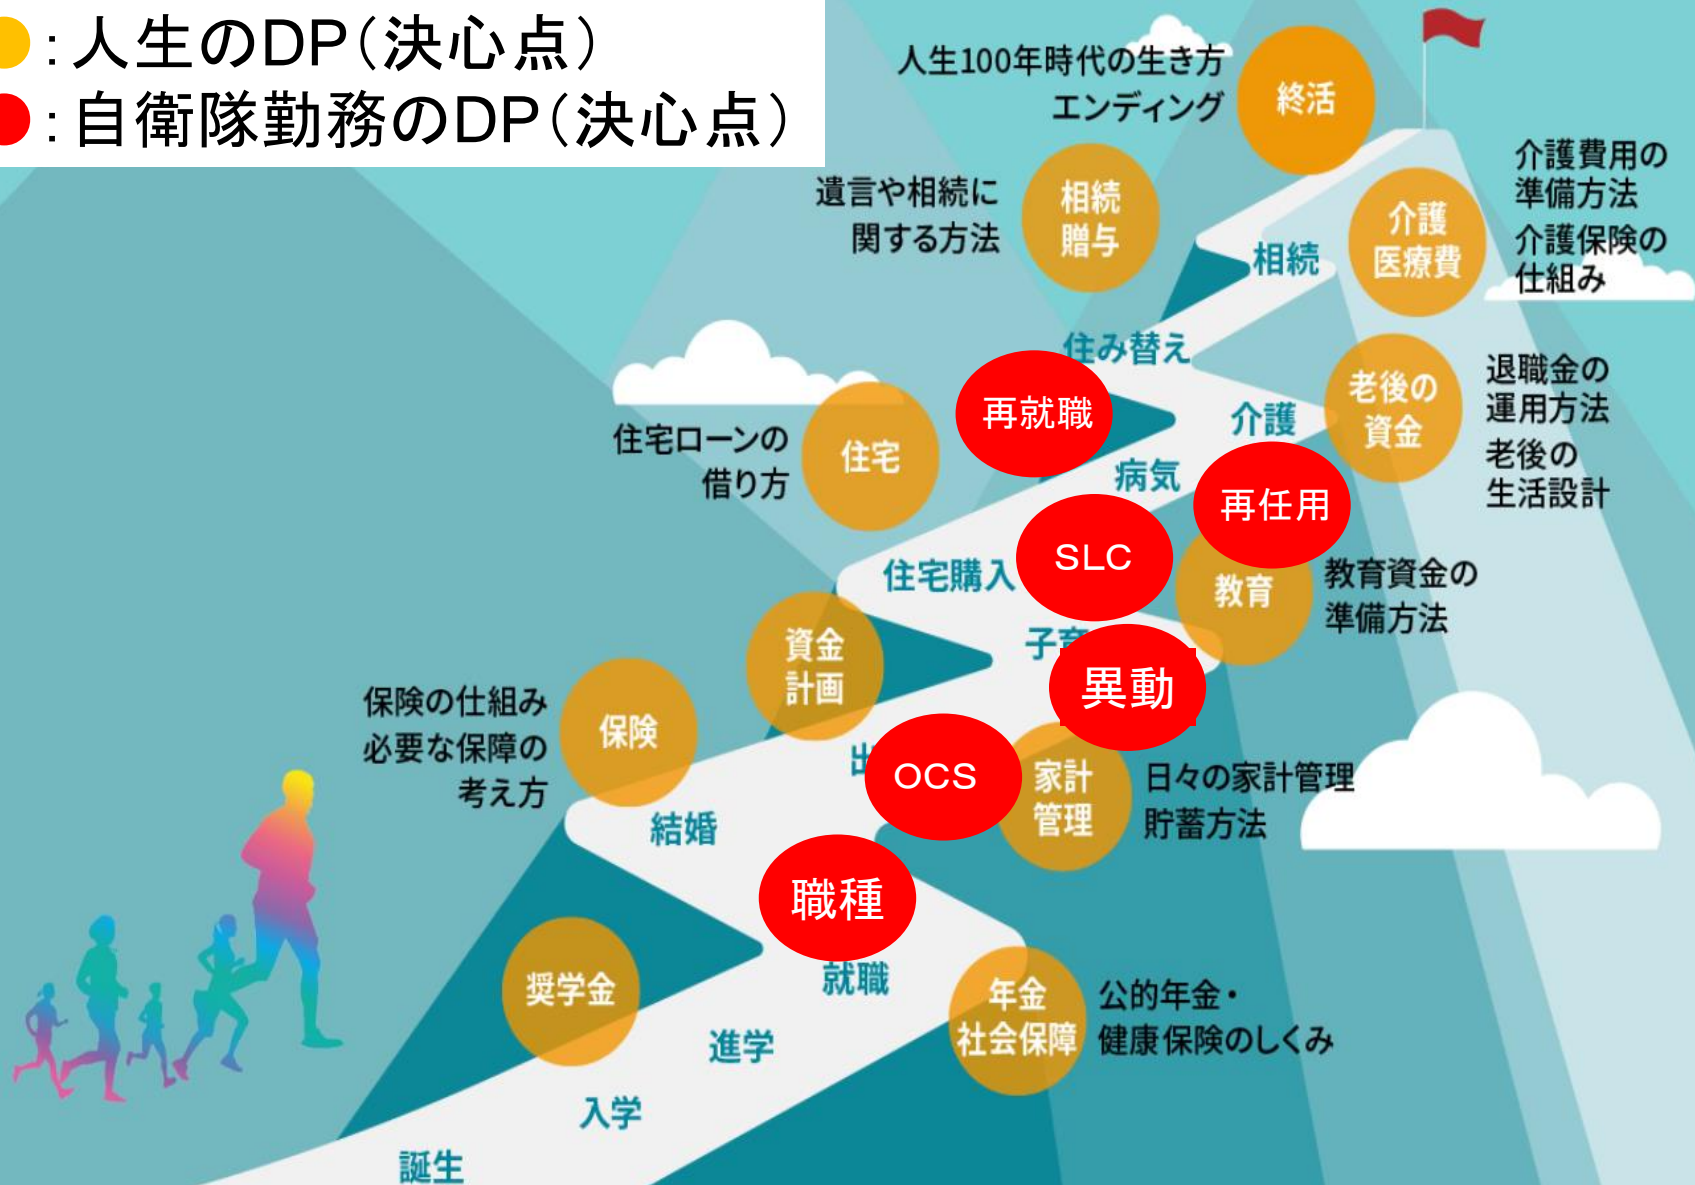 ：人生のDP（決心点）
：自衛隊勤務のDP（決心点）
人生100年時代の生き方
エンディング
終活
介護費用の
準備方法
介護保険の
仕組み
介護
医療費
遺言や相続に
関する方法
相続
贈与
相続
住み替え
再就職
介護
老後の
資金
退職金の
運用方法
老後の
生活設計
住宅ローンの
借り方
住宅
病気
再任用
SLC
住宅購入
教育
教育資金の
準備方法
資金
計画
子育
異動
保険の仕組み
必要な保障の
考え方
保険
出
OCS
家計
管理
日々の家計管理
貯蓄方法
結婚
職種
就職
奨学金
年金
社会保障
公的年金・
健康保険のしくみ
進学
入学
誕生